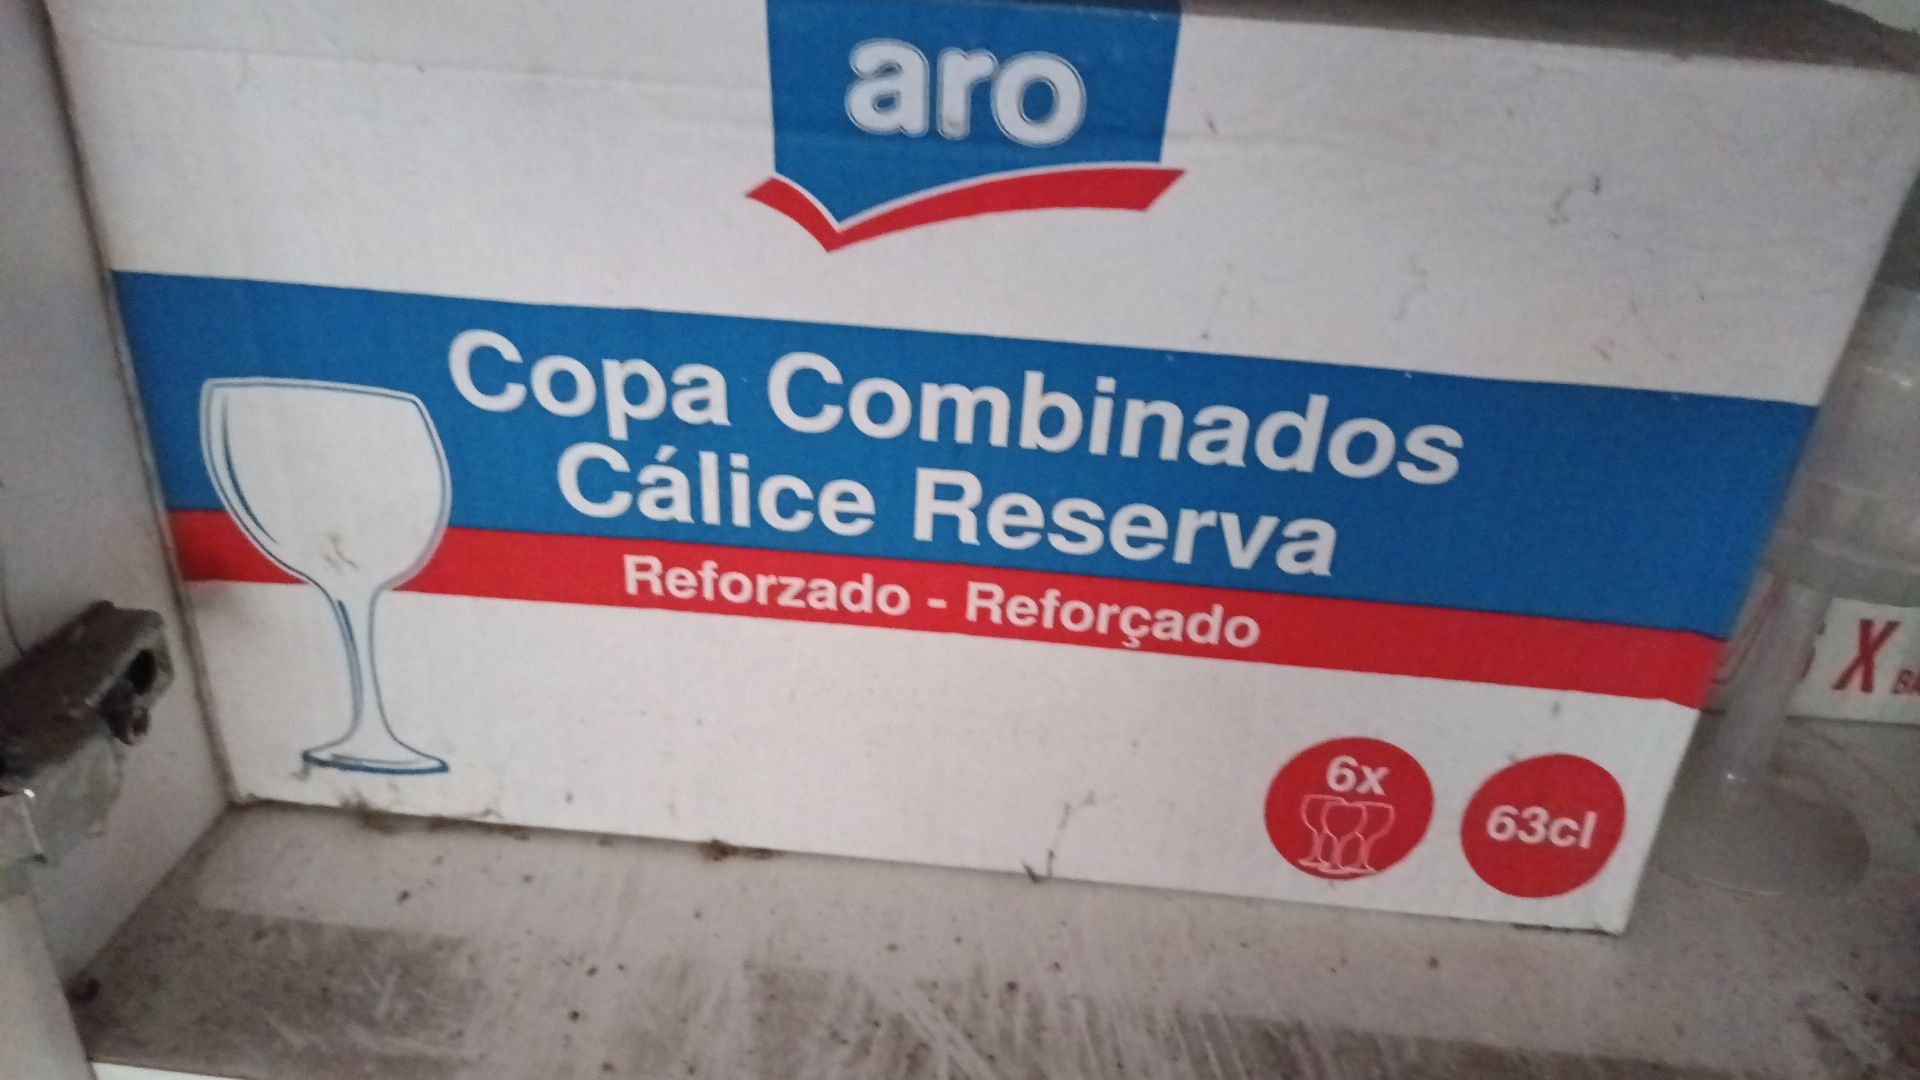 aro
Copa Combinados
Cálice Reserva
Reforzado - Reforçado
6x
63cl
X